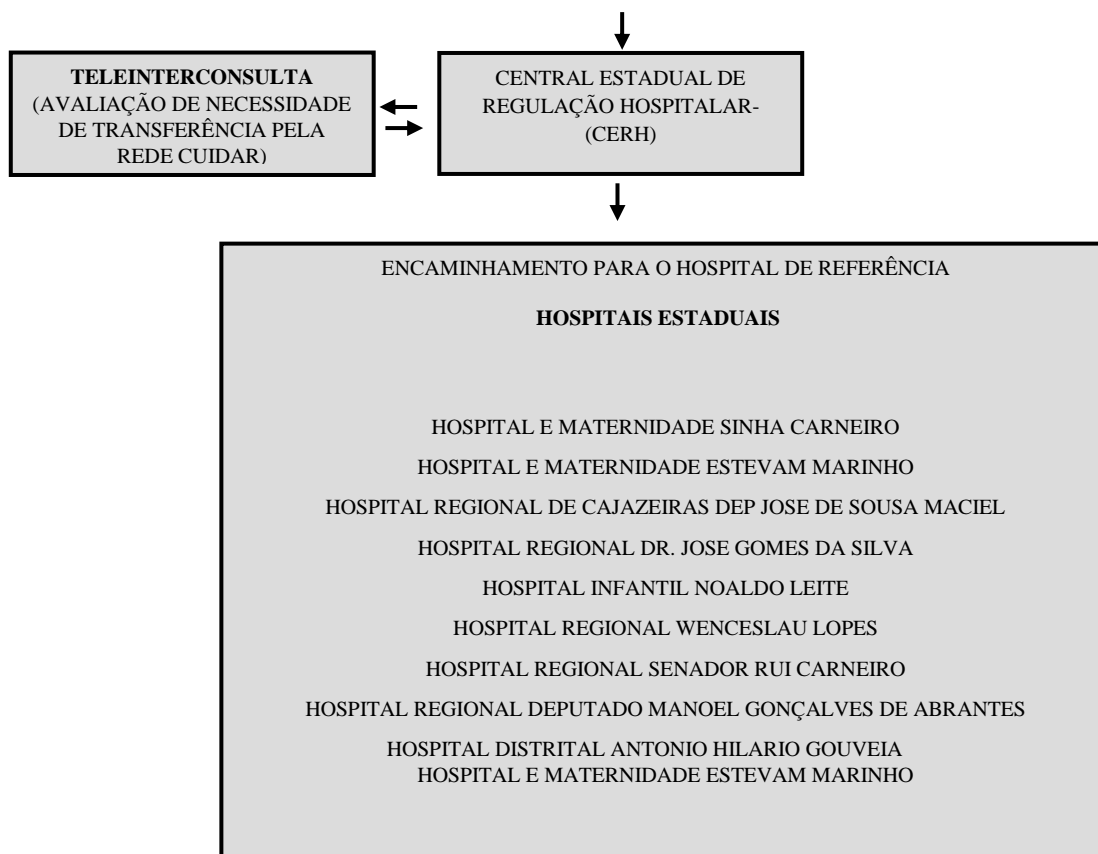 TELEINTERCONSULTA
(AVALIAÇÃO DE NECESSIDADE
DE TRANSFERÊNCIA PELA
REDE CUIDAR)
CENTRAL ESTADUAL DE
REGULAÇÃO HOSPITALAR-
(CERH)
ENCAMINHAMENTO PARA O HOSPITAL DE REFERÊNCIA
HOSPITAIS ESTADUAIS
HOSPITAL E MATERNIDADE SINHA CARNEIRO
HOSPITAL E MATERNIDADE ESTEVAM MARINHO
HOSPITAL REGIONAL DE CAJAZEIRAS DEP JOSE DE SOUSA MACIEL
HOSPITAL REGIONAL DR. JOSE GOMES DA SILVA
HOSPITAL INFANTIL NOALDO LEITE
HOSPITAL REGIONAL WENCESLAU LOPES
HOSPITAL REGIONAL SENADOR RUI CARNEIRO
HOSPITAL REGIONAL DEPUTADO MANOEL GONÇALVES DE ABRANTES
HOSPITAL DISTRITAL ANTONIO HILARIO GOUVEIA
HOSPITAL E MATERNIDADE ESTEVAM MARINHO